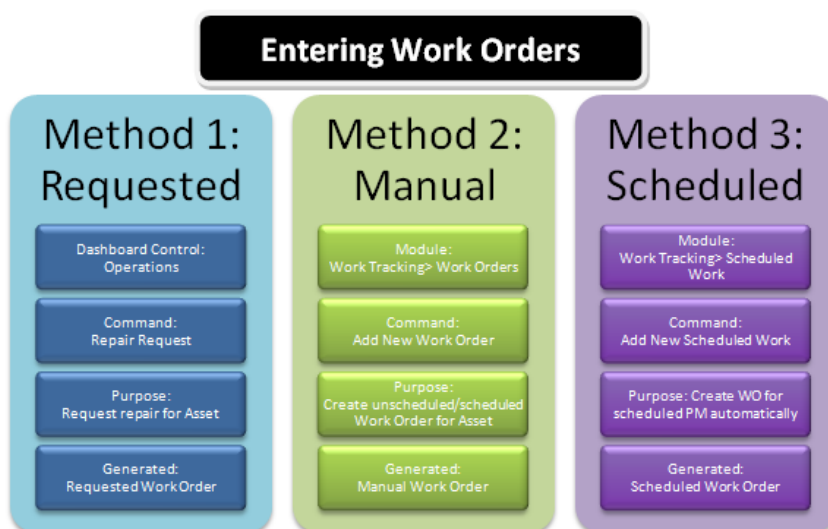 Entering Work Orders
Method 1:
Requested
Dashboard Control:
Operations
Command:
Repair Request
Purpose:
Request repair for Asset
Generated:
Requested Work Order
Method 2:
Manual
Module:
Work Tracking> Work Orders
Command:
Add New Work Order
Purpose:
Create unscheduled/scheduled
Work Order for Asset
Generated:
Manual Work Order
Method 3:
Scheduled
Module:
Work Tracking> Scheduled
Work
Command:
Add New Scheduled Work
Purpose: Create WO for
scheduled PM automatically
Generated:
Scheduled Work Order